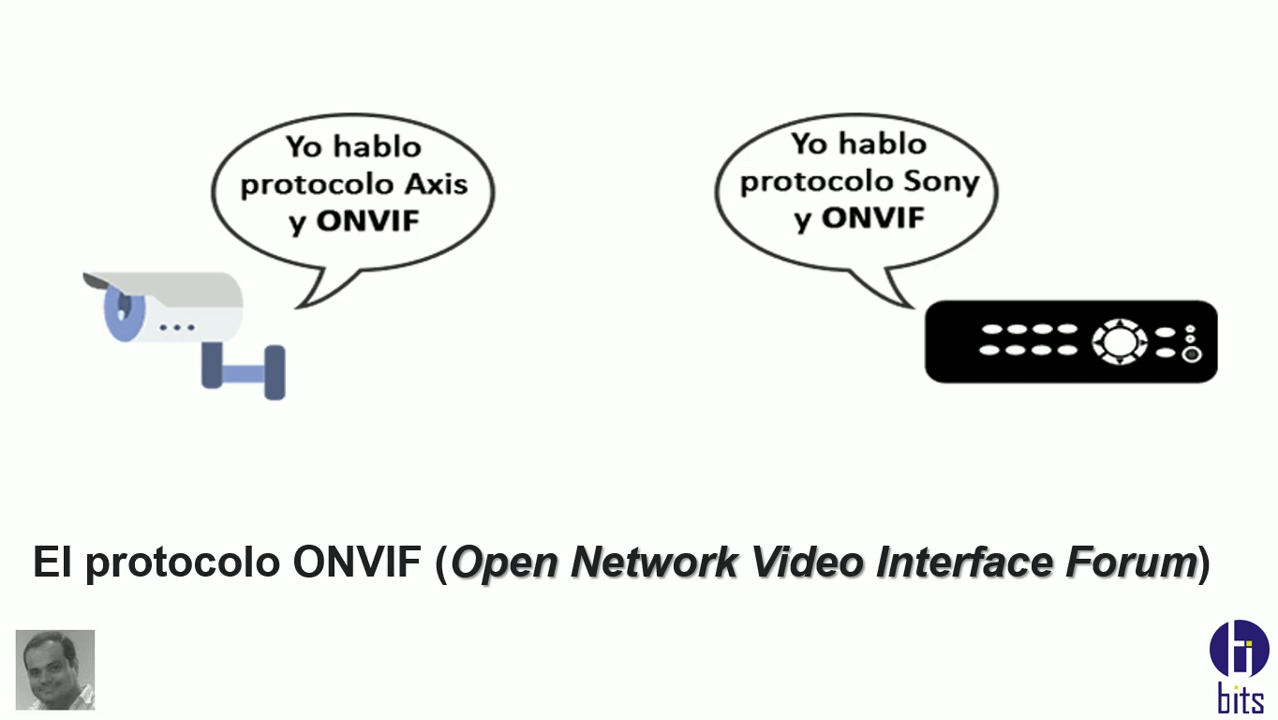 Yo hablo
protocolo Axis
y ONVIF
Yo hablo
protocolo Sony
y ONVIF
El protocolo ONVIF (Open Network Video Interface Forum)
bits